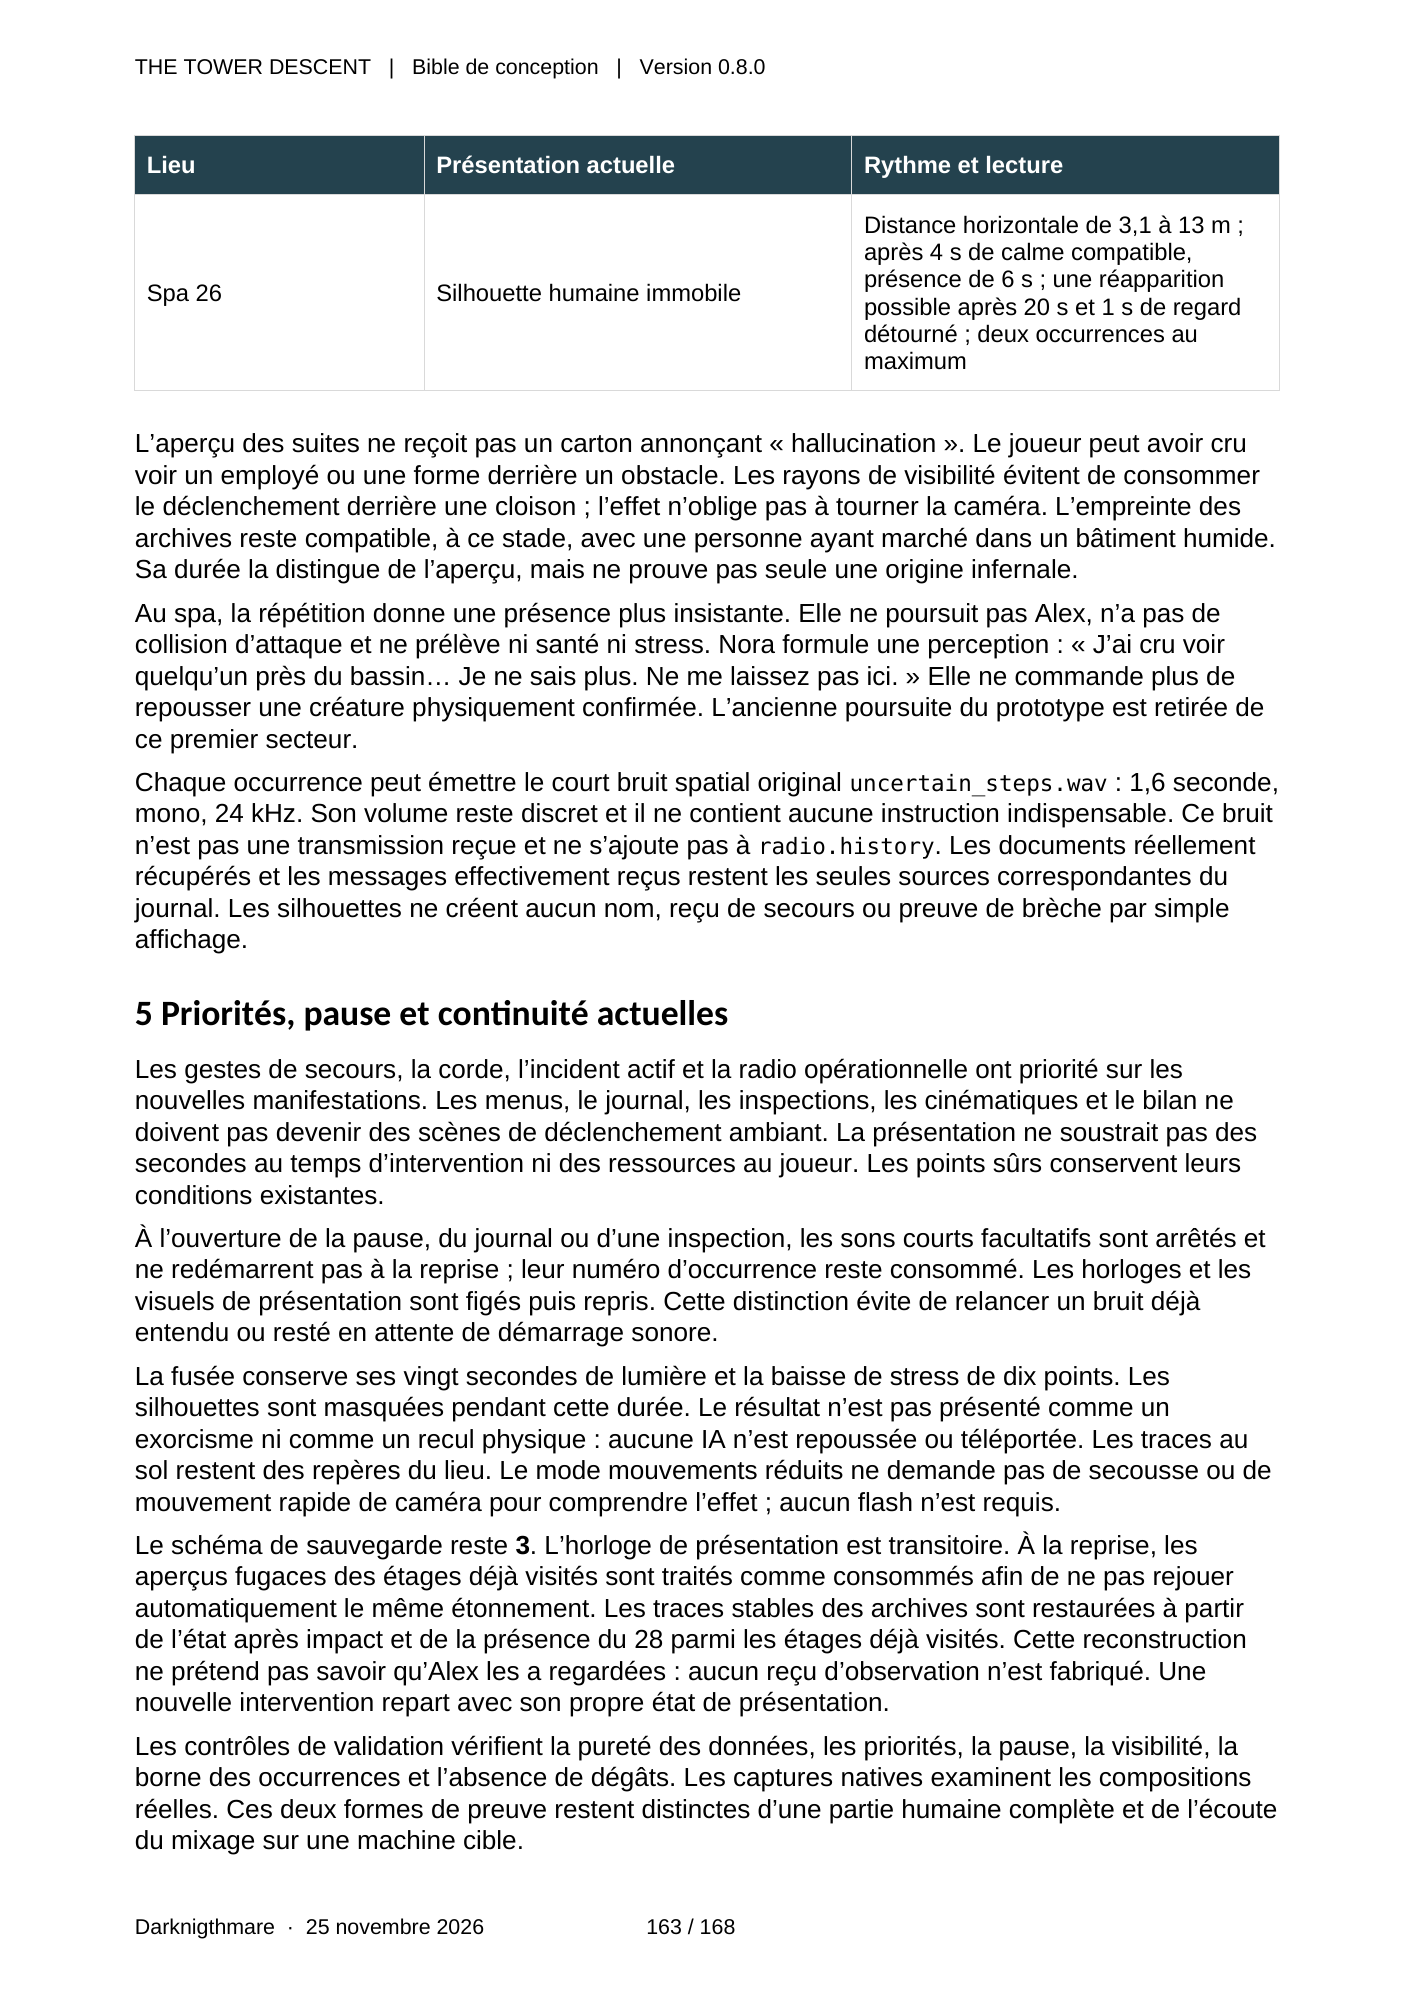 THE TOWER DESCENT | Bible de conception | Version 0.8.0
Lieu
Présentation actuelle
Rythme et lecture
Spa 26
Silhouette humaine immobile
Distance horizontale de 3,1 à 13 m ;
après 4 s de calme compatible,
présence de 6 s ; une réapparition
possible après 20 s et 1 s de regard
détourné ; deux occurrences au
maximum
L’aperçu des suites ne reçoit pas un carton annonçant « hallucination ». Le joueur peut avoir cru
voir un employé ou une forme derrière un obstacle. Les rayons de visibilité évitent de consommer
le déclenchement derrière une cloison ; l’effet n’oblige pas à tourner la caméra. L’empreinte des
archives reste compatible, à ce stade, avec une personne ayant marché dans un bâtiment humide.
Sa durée la distingue de l’aperçu, mais ne prouve pas seule une origine infernale.
Au spa, la répétition donne une présence plus insistante. Elle ne poursuit pas Alex, n’a pas de
collision d’attaque et ne prélève ni santé ni stress. Nora formule une perception : « J’ai cru voir
quelqu’un près du bassin… Je ne sais plus. Ne me laissez pas ici. » Elle ne commande plus de
repousser une créature physiquement confirmée. L’ancienne poursuite du prototype est retirée de
ce premier secteur.
Chaque occurrence peut émettre le court bruit spatial original uncertain_steps.wav : 1,6 seconde,
mono, 24 kHz. Son volume reste discret et il ne contient aucune instruction indispensable. Ce bruit
n’est pas une transmission reçue et ne s’ajoute pas à radio.history. Les documents réellement
récupérés et les messages effectivement reçus restent les seules sources correspondantes du
journal. Les silhouettes ne créent aucun nom, reçu de secours ou preuve de brèche par simple
affichage.
5 Priorités, pause et continuité actuelles
Les gestes de secours, la corde, l’incident actif et la radio opérationnelle ont priorité sur les
nouvelles manifestations. Les menus, le journal, les inspections, les cinématiques et le bilan ne
doivent pas devenir des scènes de déclenchement ambiant. La présentation ne soustrait pas des
secondes au temps d’intervention ni des ressources au joueur. Les points sûrs conservent leurs
conditions existantes.
À l’ouverture de la pause, du journal ou d’une inspection, les sons courts facultatifs sont arrêtés et
ne redémarrent pas à la reprise ; leur numéro d’occurrence reste consommé. Les horloges et les
visuels de présentation sont figés puis repris. Cette distinction évite de relancer un bruit déjà
entendu ou resté en attente de démarrage sonore.
La fusée conserve ses vingt secondes de lumière et la baisse de stress de dix points. Les
silhouettes sont masquées pendant cette durée. Le résultat n’est pas présenté comme un
exorcisme ni comme un recul physique : aucune IA n’est repoussée ou téléportée. Les traces au
sol restent des repères du lieu. Le mode mouvements réduits ne demande pas de secousse ou de
mouvement rapide de caméra pour comprendre l’effet ; aucun flash n’est requis.
Le schéma de sauvegarde reste 3. L’horloge de présentation est transitoire. À la reprise, les
aperçus fugaces des étages déjà visités sont traités comme consommés afin de ne pas rejouer
automatiquement le même étonnement. Les traces stables des archives sont restaurées à partir
de l’état après impact et de la présence du 28 parmi les étages déjà visités. Cette reconstruction
ne prétend pas savoir qu’Alex les a regardées : aucun reçu d’observation n’est fabriqué. Une
nouvelle intervention repart avec son propre état de présentation.
Les contrôles de validation vérifient la pureté des données, les priorités, la pause, la visibilité, la
borne des occurrences et l’absence de dégâts. Les captures natives examinent les compositions
réelles. Ces deux formes de preuve restent distinctes d’une partie humaine complète et de l’écoute
du mixage sur une machine cible.
Darknigthmare · 25 novembre 2026
163 / 168